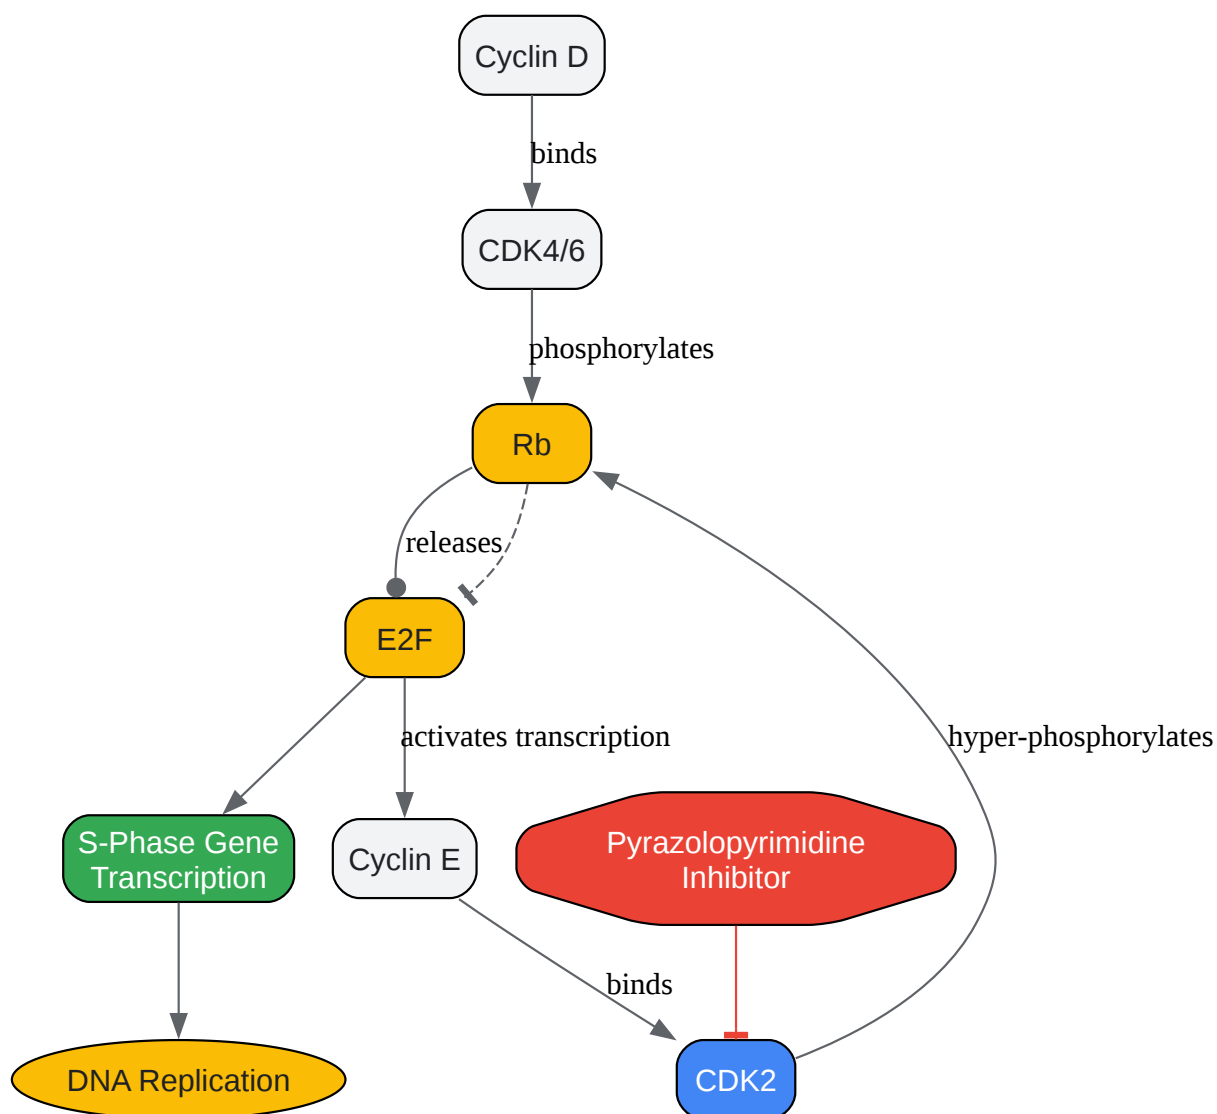 Cyclin D
binds
CDK4/6
phosphorylates
Rb
releases
E2F
activates transcription
hyper-phosphorylates
S-Phase Gene
Transcription
Cyclin E
Pyrazolopyrimidine
Inhibitor
binds
DNA Replication
CDK2